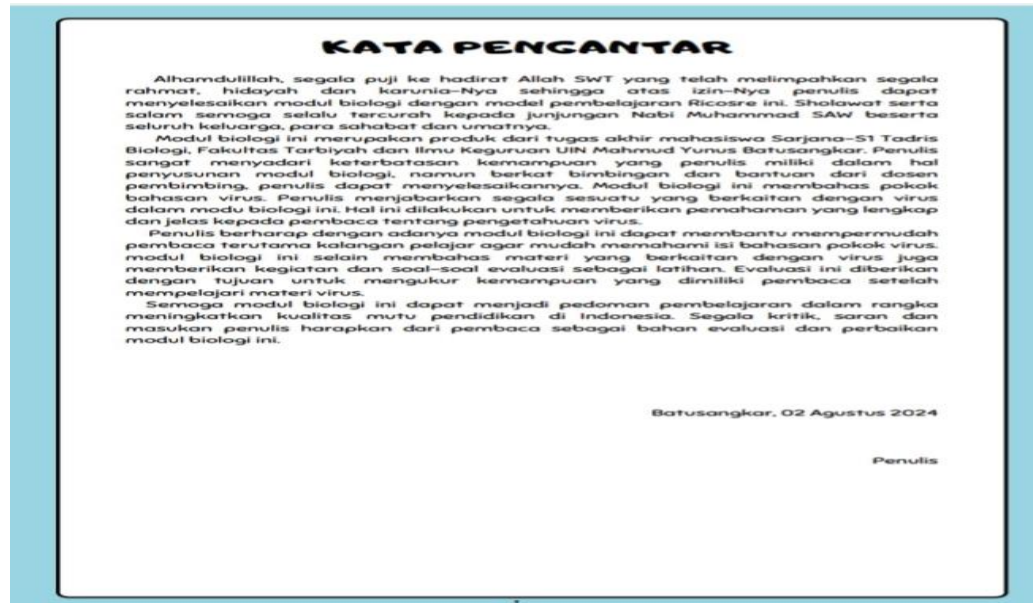 KATA PENGANTAR
Alhamdulillah, segala puji ke hadirat Allah SWT yang telah melimpahkan segala
rahmat, hidayah dan karunia-Nya sehingga atas izin-Nya penulis dapat
menyelesaikan modul biologi dengan model pembelajaran Ricosre ini. Sholawat serta
salam semoga selalu tercurah kepada junjungan Nabi Muhammad SAW beserta
seluruh keluarga, para sahabat dan umatnya.
Modul biologi ini merupakan produk dari tugas akhir mahasiswa Sarjana-S1 Tadris
Biologi, Fakultas Tarbiyah dan Ilmu Keguruan UIN Mahmud Yunus Batusangkar. Penulis
sangat menyadari keterbatasan kemampuan yang penulis miliki dalam hal
penyusunan modul biologi, namun berkat bimbingan dan bantuan dari dosen
pembimbing, penulis dapat menyelesaikannya. Modul biologi ini membahas pokok
bahasan virus. Penulis menjabarkan segala sesuatu yang berkaitan dengan virus
dalam modu biologi ini. Hal ini dilakukan untuk memberikan pemahaman yang lengkap
dan jelas kepada pembaca tentang pengetahuan virus.
Penulis berharap dengan adanya modul biologi ini dapat membantu mempermudah
pembaca terutama kalangan pelajar agar mudah memahami isi bahasan pokok virus.
modul biologi ini selain membahas materi yang berkaitan dengan virus juga
memberikan kegiatan dan soal-soal evaluasi sebagai latihan. Evaluasi ini diberikan
dengan tujuan untuk mengukur kemampuan yang dimiliki pembaca setelah
mempelajari materi virus.
Semoga modul biologi ini dapat menjadi pedoman pembelajaran dalam rangka
meningkatkan kualitas mutu pendidikan di Indonesia. Segala kritik, saran dan
masukan penulis harapkan dari pembaca sebagai bahan evaluasi dan perbaikan
modul biologi ini.
Batusangkar, 02 Agustus 2024
Penulis